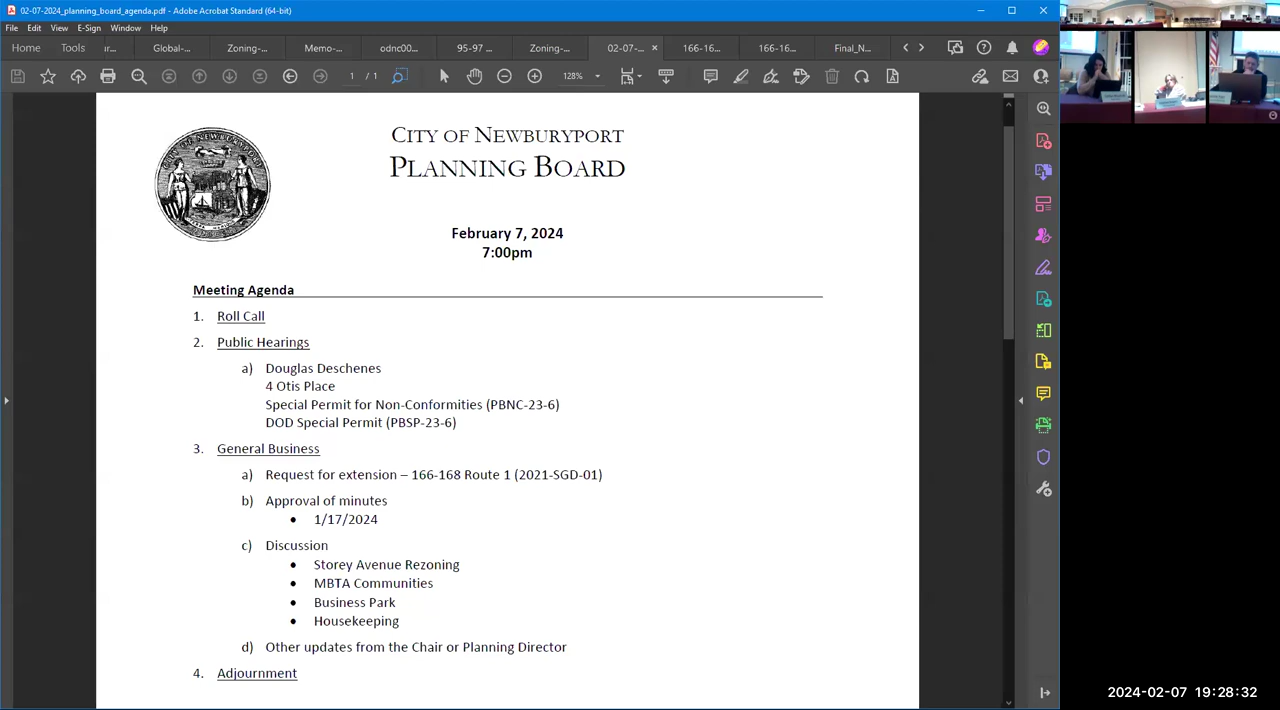 02-07-2024_planning_board_agenda.pdf - Adobe Acrobat Standard (64-bit)
File Edit View E-Sign Window Help
Home Tools ur... Global-... Zoning-... Memo-... odnc00... 95-97 ... Zoning-... 02-07-... × 166-16... 166-16... Final_N...
1 / 1 128%
CITY OF NEWBURYPORT
PLANNING BOARD
February 7, 2024
7:00pm
Meeting Agenda
1. Roll Call
2. Public Hearings
a) Douglas Deschenes
4 Otis Place
Special Permit for Non-Conformities (PBNC-23-6)
DOD Special Permit (PBSP-23-6)
3. General Business
a) Request for extension – 166-168 Route 1 (2021-SGD-01)
b) Approval of minutes
• 1/17/2024
c) Discussion
• Storey Avenue Rezoning
• MBTA Communities
• Business Park
• Housekeeping
d) Other updates from the Chair or Planning Director
4. Adjournment
2024-02-07 19:28:32